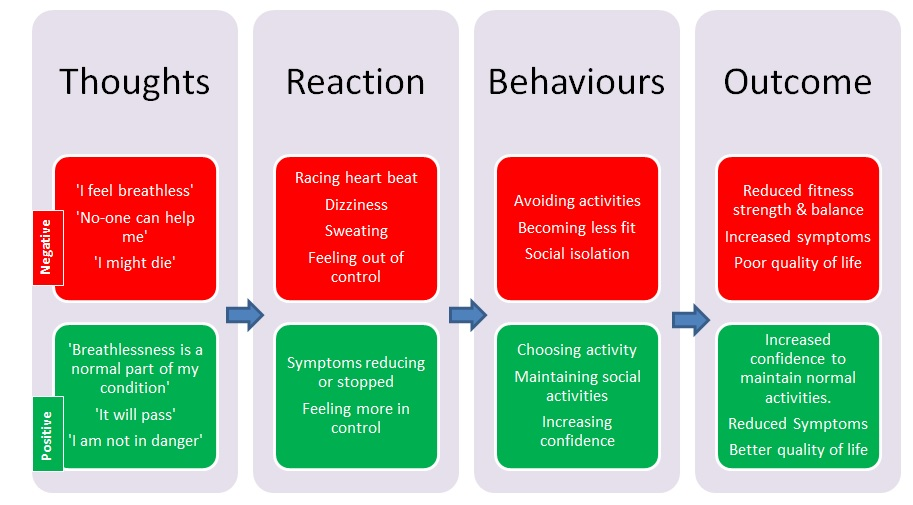 Thoughts
Reaction
Behaviours
Outcome
Negative
'I feel breathless'
'No-one can help
me'
'I might die'
Racing heart beat
Dizziness
Sweating
Feeling out of
control
Avoiding activities
Becoming less fit
Social isolation
Reduced fitness
strength & balance
Increased symptoms
Poor quality of life
Positive
'Breathlessness is a
normal part of my
condition'
'It will pass'
'I am not in danger'
Symptoms reducing
or stopped
Feeling more in
control
Choosing activity
Maintaining social
activities
Increasing
confidence
Increased
confidence to
maintain normal
activities.
Reduced Symptoms
Better quality of life